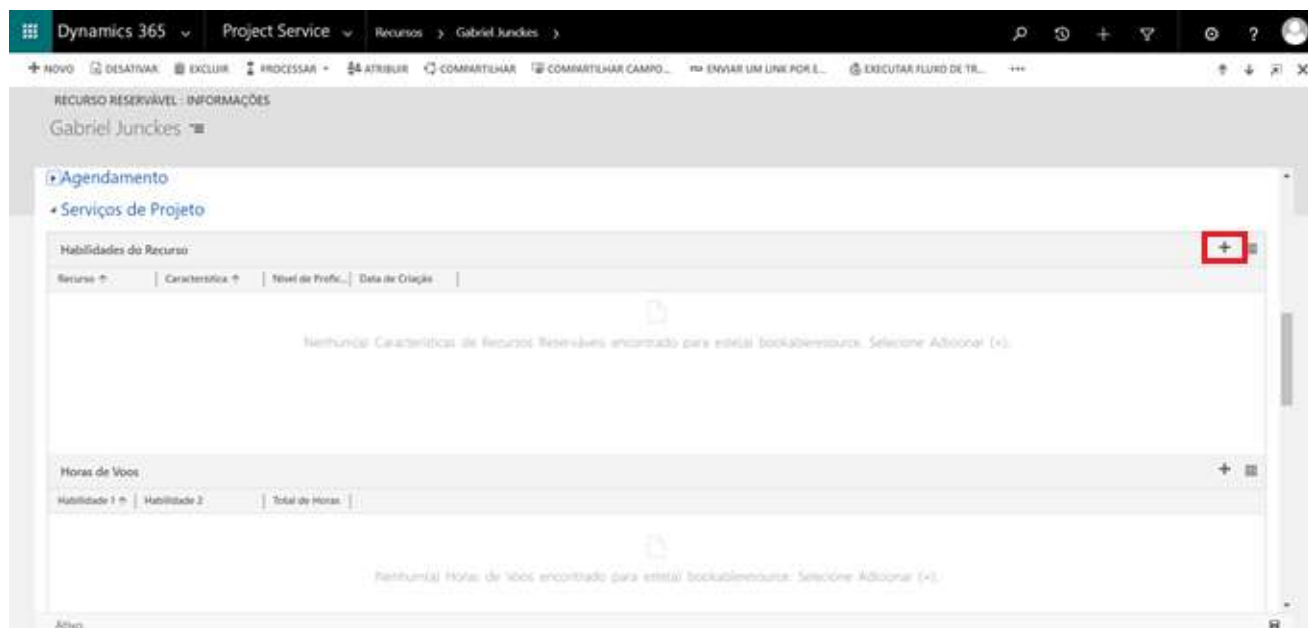 Dynamics 365 Project Service Recursos > Gabriel Junckes >
+ NOVO DESATIVAR EXCLUIR PROCESSAR ATRIBUIR COMPARTILHAR COMPARTILHAR CAMPO... ENVIAR UM LINK POR E... EXECUTAR FLUXO DE TR... ...
RECURSO RESERVÁVEL : INFORMAÇÕES
Gabriel Junckes
Agendamento
Serviços de Projeto
Habilidades do Recurso
Recurso ↑ Característica ↑ Nível de Profic... Data de Criação
Nenhum(a) Características de Recursos Reserváveis encontrado para este(a) bookableresource. Selecione Adicionar (+).
Horas de Voos
Habilidade 1 ↑ Habilidade 2 Total de Horas
Nenhum(a) Horas de Voos encontrado para este(a) bookableresource. Selecione Adicionar (+).
Ativo